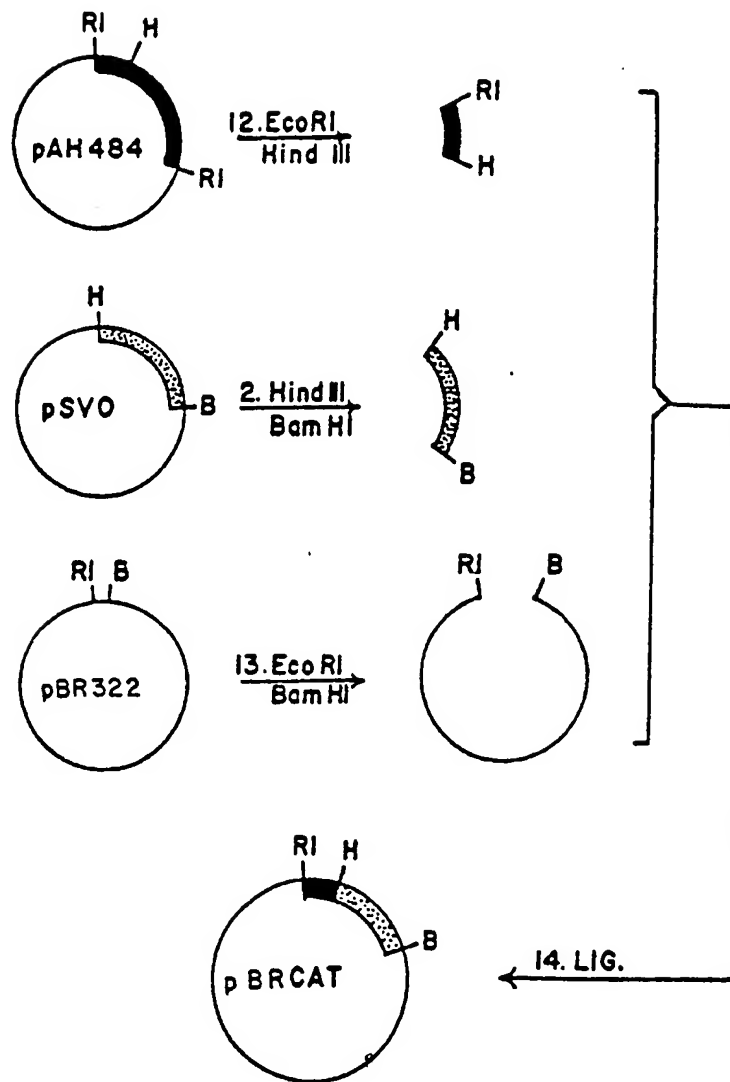 RI H
pAH484
RI
12. EcoRI
Hind III
RI
H
H
pSVO
B
2. Hind III
Bam HI
H
B
RI B
pBR322
13. Eco RI
Bam HI
RI B
RI H
pBRCAT
B
14. LIG.